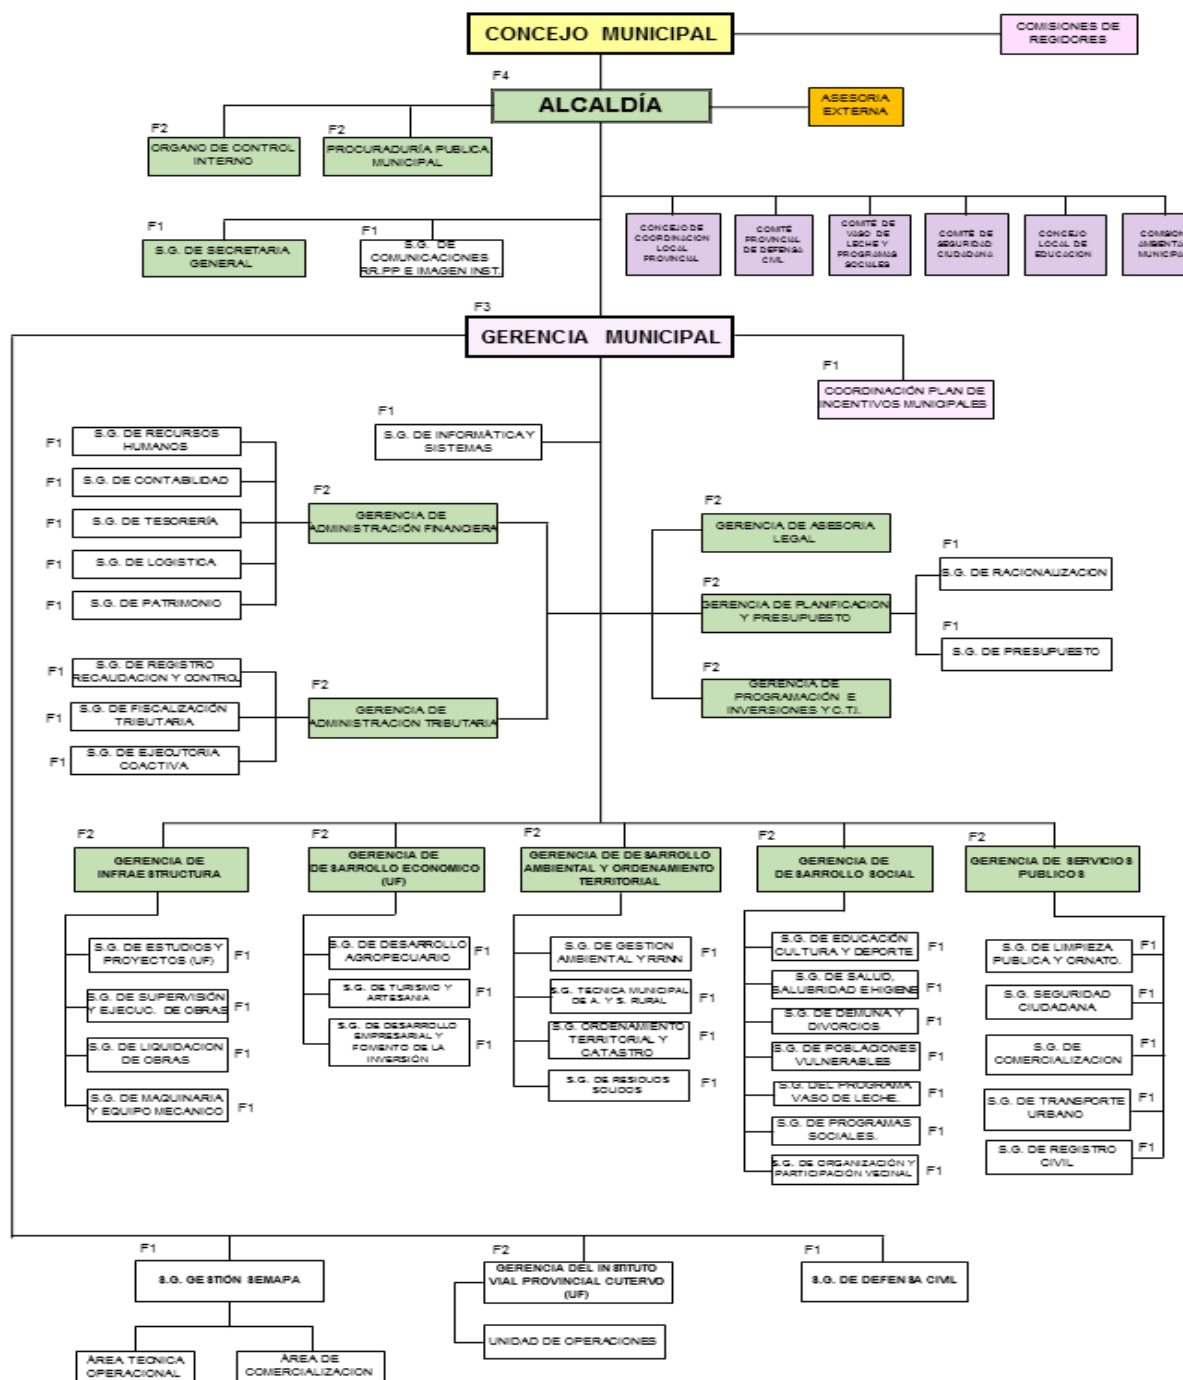 CONCEJO MUNICIPAL
COMISIONES DE
REGIDORES
F4
ALCALDÍA
ASESORIA
EXTERNA
F2
ORGANO DE CONTROL
INTERNO
F2
PROCURADURÍA PUBLICA
MUNICIPAL
F1
S.G. DE SECRETARIA
GENERAL
F1
S.G. DE
COMUNICACIONES
RR.PP E IMAGEN INST.
CONCEJO DE
COORDINACION
LOCAL
PROVINCIAL
COMITÉ
PROVINCIAL
DE DEFENSA
CIVIL
COMITÉ DE
VASO DE
LECHE Y
PROGRAMAS
SOCIALES
COMITÉ DE
SEGURIDAD
CIUDADANA
CONCEJO
LOCAL DE
EDUCACION
COMISION
AMBIENTA
MUNICIPA
F3
GERENCIA MUNICIPAL
F1
COORDINACIÓN PLAN DE
INCENTIVOS MUNICIPALES
F1
S.G. DE INFORMÀTICA Y
SISTEMAS
F1
S.G. DE RECURSOS
HUMANOS
F1
S.G. DE CONTABILIDAD
F1
S.G. DE TESORERÍA
F1
S.G. DE LOGISTICA
F1
S.G. DE PATRIMONIO
F2
GERENCIA DE
ADMINISTRACIÓN FINANCIERA
F2
GERENCIA DE ASESORIA
LEGAL
F2
GERENCIA DE PLANIFICACION
Y PRESUPUESTO
F1
S.G. DE RACIONALIZACION
F1
S.G. DE PRESUPUESTO
F2
GERENCIA DE
PROGRAMACIÓN E
INVERSIONES Y C.T.I.
F1
S.G. DE REGISTRO
RECAUDACION Y CONTROL
F1
S.G. DE FISCALIZACIÓN
TRIBUTARIA
F1
S.G. DE EJECUTORIA
COACTIVA
F2
GERENCIA DE
ADMINISTRACION TRIBUTARIA
F2
GERENCIA DE
INFRAESTRUCTURA
S.G. DE ESTUDIOS Y
PROYECTOS (UF)
F1
S.G. DE SUPERVISIÓN
Y EJECUC. DE OBRAS
F1
S.G. DE LIQUIDACION
DE OBRAS
F1
S.G. DE MAQUINARIA
Y EQUIPO MECANICO
F1
F2
GERENCIA DE
DESARROLLO ECONOMICO
(UF)
S.G. DE DESARROLLO
AGROPECUARIO
F1
S.G. DE TURISMO Y
ARTESANIA
F1
S.G. DE DESARROLLO
EMPRESARIAL Y
FOMENTO DE LA
INVERSIÓN
F1
F2
GERENCIA DE DESARROLLO
AMBIENTAL Y ORDENAMIENTO
TERRITORIAL
S.G. DE GESTION
AMBIENTAL Y RRNN
F1
S.G. TECNICA MUNICIPAL
DE A. Y S. RURAL
F1
S.G. ORDENAMIENTO
TERRITORIAL Y
CATASTRO
F1
S.G. DE RESIDUOS
SOLIDOS
F1
F2
GERENCIA DE
DESARROLLO SOCIAL
S.G. DE EDUCACIÓN
CULTURA Y DEPORTE
F1
S.G. DE SALUD,
SALUBRIDAD E HIGIENE
F1
S.G. DE DEMUNA Y
DIVORCIOS
F1
S.G. DE POBLACIONES
VULNERABLES
F1
S.G. DEL PROGRAMA
VASO DE LECHE.
F1
S.G. DE PROGRAMAS
SOCIALES.
F1
S.G. DE ORGANIZACIÓN Y
PARTICIPACIÓN VECINAL
F1
F2
GERENCIA DE SERVICIOS
PUBLICOS
S.G. DE LIMPIEZA
PUBLICA Y ORNATO.
F1
S.G. SEGURIDAD
CIUDADANA
F1
S.G. DE
COMERCIALIZACION
F1
S.G. DE TRANSPORTE
URBANO
F1
S.G. DE REGISTRO
CIVIL
F1
F1
S.G. GESTIÓN SEMAPA
ÀREA TECNICA
OPERACIONAL
ÀREA DE
COMERCIALIZACION
F2
GERENCIA DEL INSTITUTO
VIAL PROVINCIAL CUTERVO
(UF)
UNIDAD DE OPERACIONES
F1
S.G. DE DEFENSA CIVIL